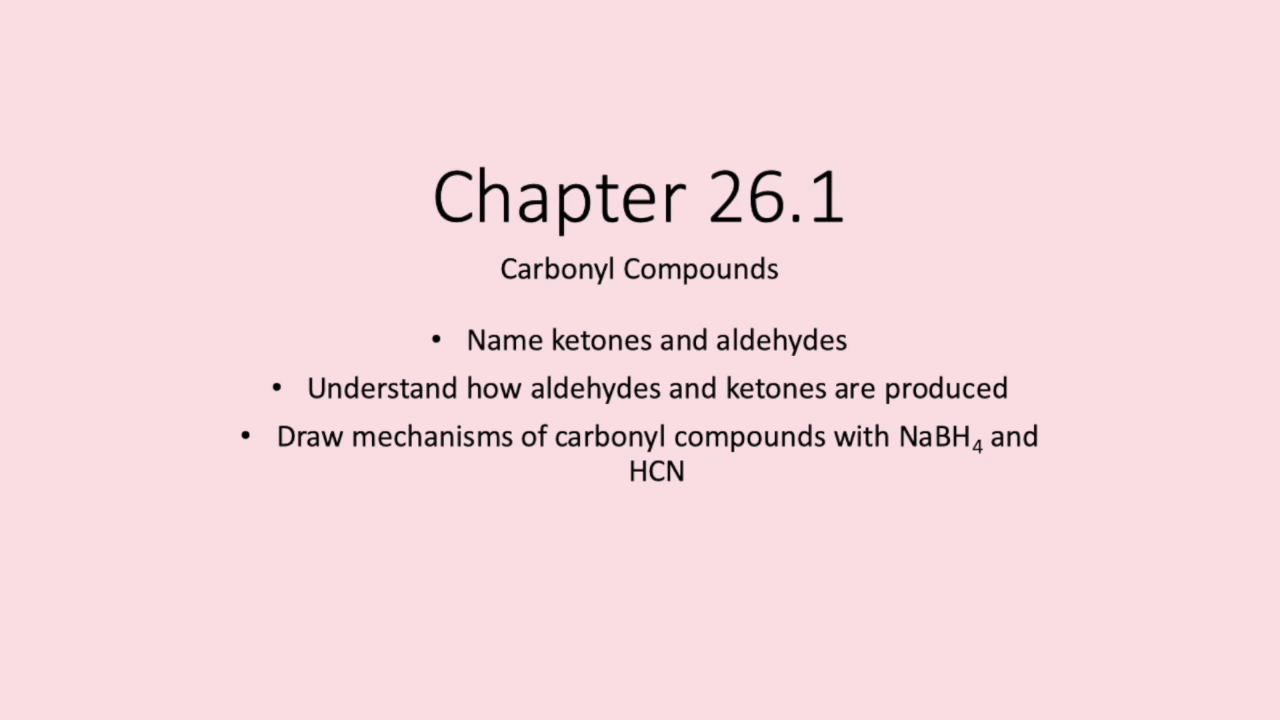 Chapter 26.1
Carbonyl Compounds
• Name ketones and aldehydes
• Understand how aldehydes and ketones are produced
• Draw mechanisms of carbonyl compounds with NaBH₄ and
HCN